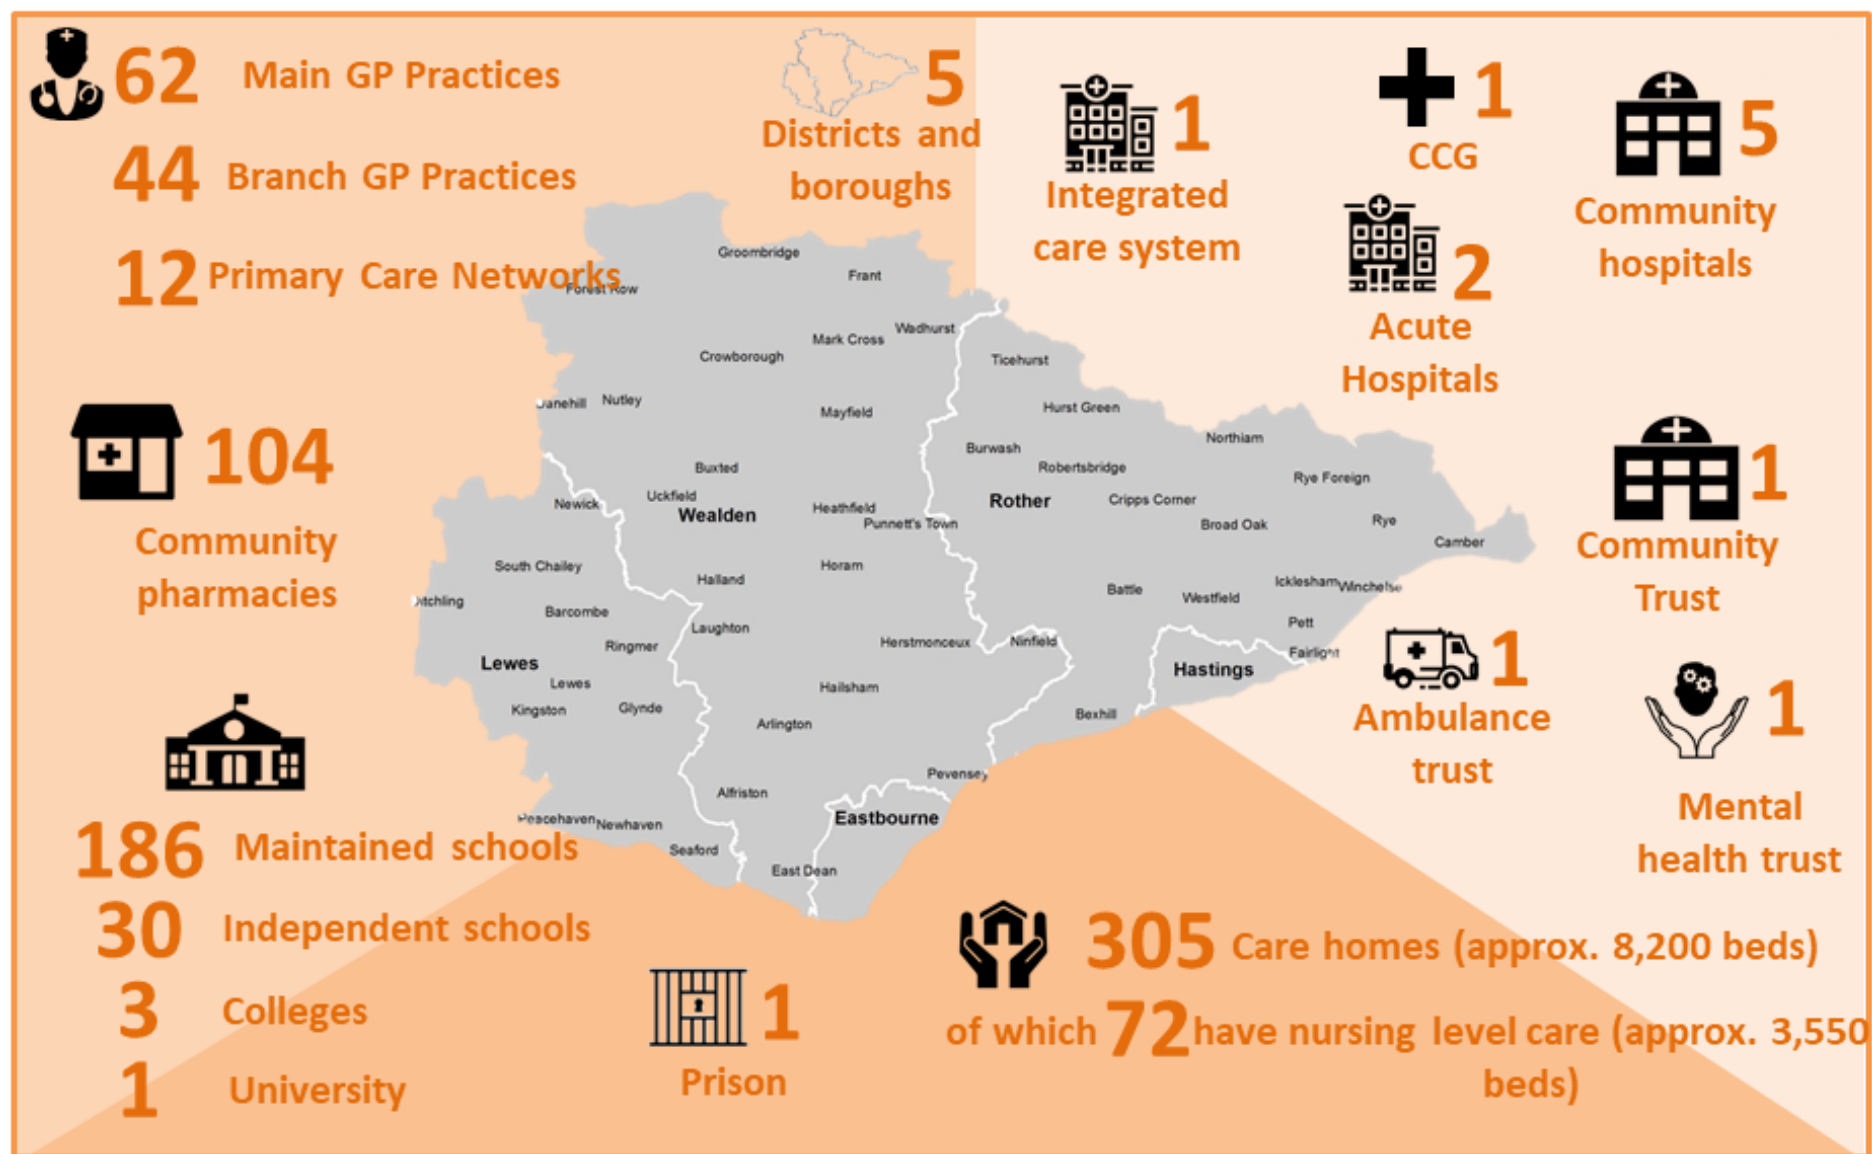 62 Main GP Practices
44 Branch GP Practices
12 Primary Care Networks
5
Districts and
boroughs
1
Integrated
care system
1
CCG
5
Community
hospitals
2
Acute
Hospitals
104
Community
pharmacies
1
Community
Trust
1
Ambulance
trust
1
Mental
health trust
186 Maintained schools
30 Independent schools
3 Colleges
1 University
1
Prison
305 Care homes (approx. 8,200 beds)
of which 72 have nursing level care (approx. 3,550
beds)
Groombridge
Frant
Forest Row
Wadhurst
Mark Cross
Crowborough
Ticehurst
Nutley
Mayfield
Hurst Green
Northiam
Burwash
Robertsbridge
Buxted
Rye Foreign
Uckfield
Newick
Wealden
Heathfield
Punnett's Town
Rother
Cripps Corner
Broad Oak
Rye
Camber
South Chailey
Halland
Horam
Battle
Westfield
Icklesham
Barcombe
Laughton
Pett
Ringmer
Herstmonceux
Ninfield
Lewes
Hastings
Lewes
Hailsham
Kingston
Glynde
Arlington
Bexhill
Pevensey
Alfriston
Eastbourne
Peacehaven
Newhaven
Seaford
East Dean
Fairlight